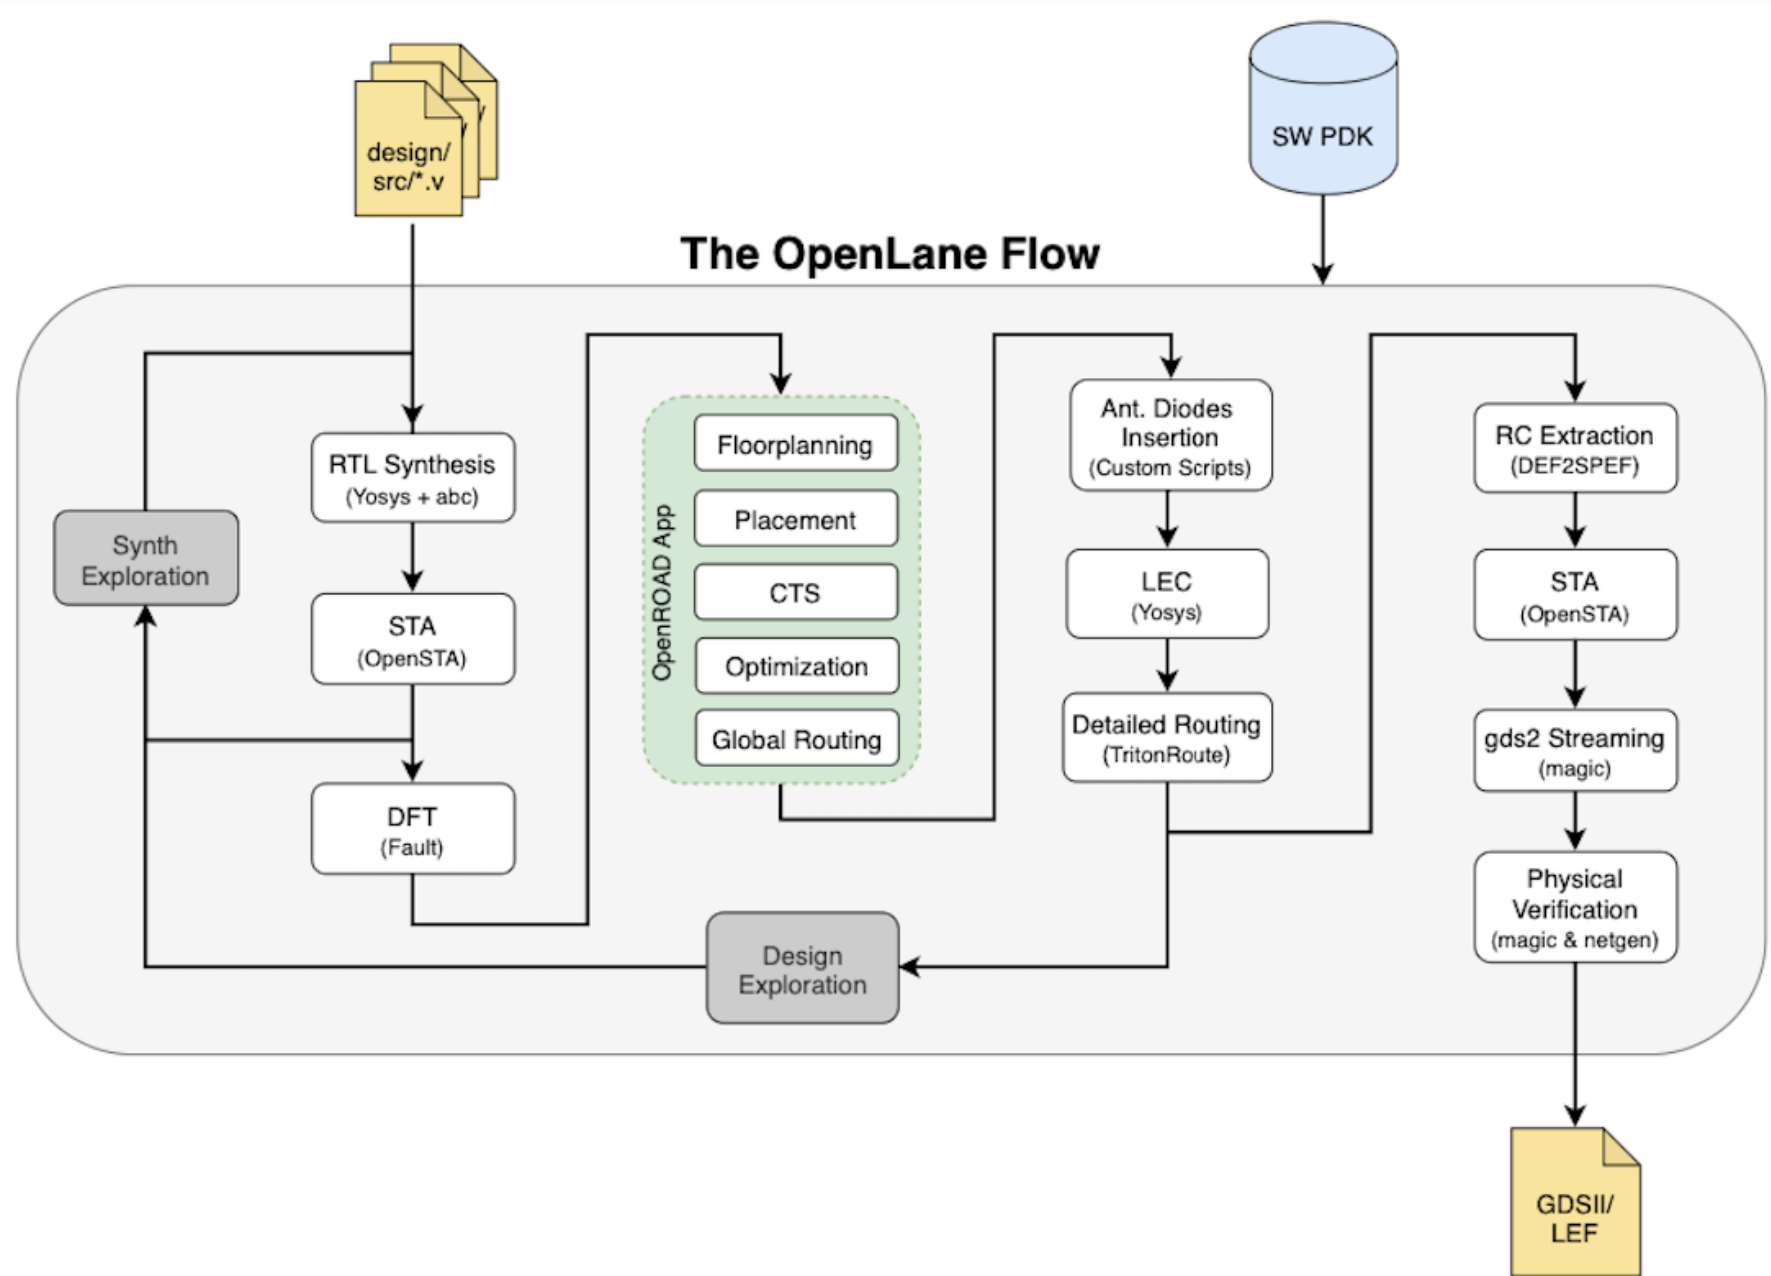 design/
src/*.v
SW PDK
The OpenLane Flow
RTL Synthesis
(Yosys + abc)
Synth
Exploration
STA
(OpenSTA)
DFT
(Fault)
OpenROAD App
Floorplanning
Placement
CTS
Optimization
Global Routing
Design
Exploration
Ant. Diodes
Insertion
(Custom Scripts)
LEC
(Yosys)
Detailed Routing
(TritonRoute)
RC Extraction
(DEF2SPEF)
STA
(OpenSTA)
gds2 Streaming
(magic)
Physical
Verification
(magic & netgen)
GDSII/
LEF